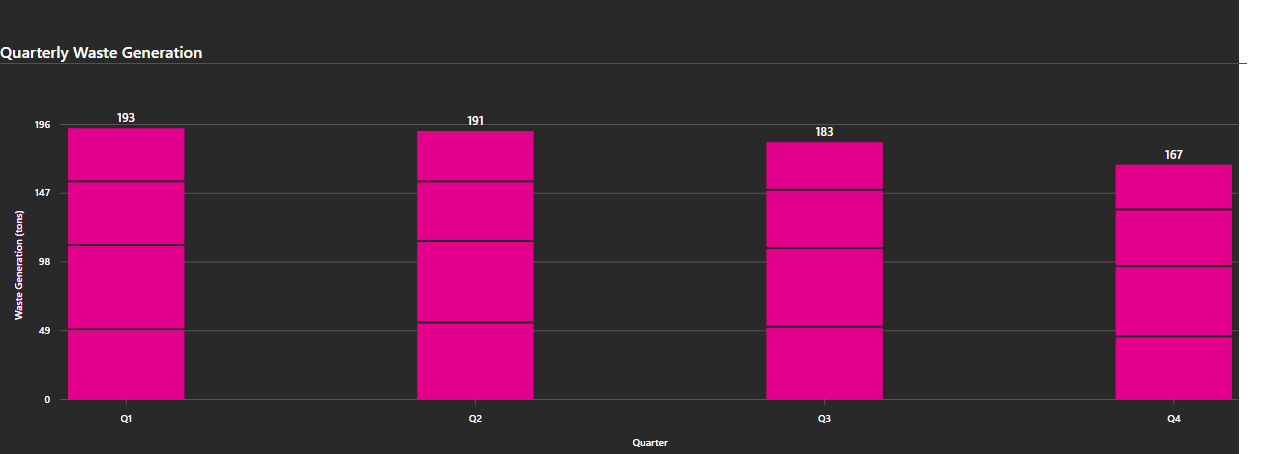 Quarterly Waste Generation
193
191
183
167
196
147
98
49
0
Waste Generation (tons)
Q1
Q2
Q3
Q4
Quarter